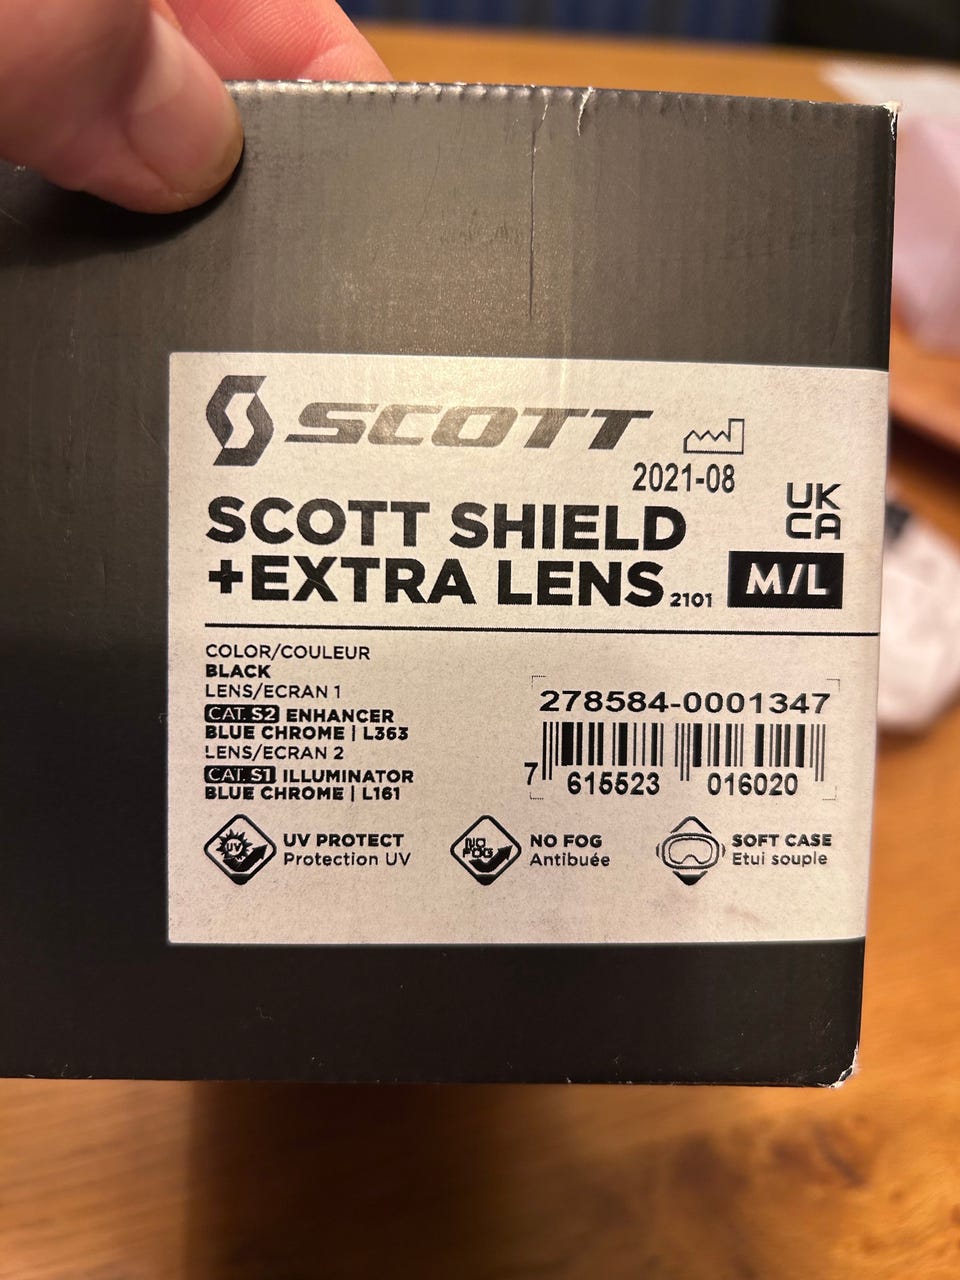 SCOTT
2021-08
UK
CA
SCOTT SHIELD
+EXTRA LENS 2101 M/L
COLOR/COULEUR
BLACK
LENS/ECRAN 1
CAT. S2 ENHANCER
BLUE CHROME | L363
LENS/ECRAN 2
CAT. S1 ILLUMINATOR
BLUE CHROME | L161
278584-0001347
7 615523 016020
UV
UV PROTECT
Protection UV
NO
FOG
NO FOG
Antibuée
SOFT CASE
Etui souple